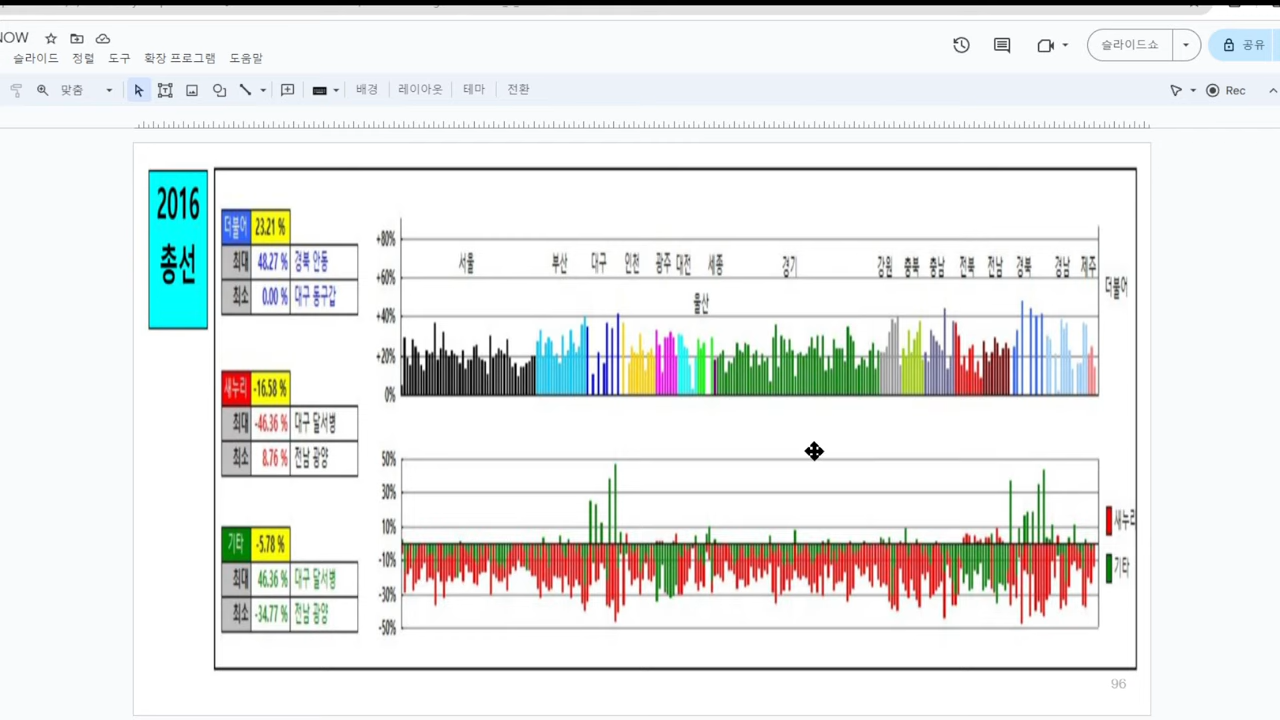 NOW
슬라이드 정렬 도구 확장 프로그램 도움말
슬라이드쇼
공유
맞춤
배경 레이아웃 테마 전환
Rec
2016
총선
더불어 23.21 %
최대 48.27 % 경북 안동
최소 0.00 % 대구 동구갑
새누리 -16.58 %
최대 -46.36 % 대구 달서병
최소 8.76 % 전남 광양
기타 -5.78 %
최대 46.36 % 대구 달서병
최소 -34.77 % 전남 광양
+80%
서울 부산 대구 인천 광주 대전 세종 경기 강원 충북 충남 전북 전남 경북 경남 제주
+60%
더불어
울산
+40%
+20%
0%
50%
30%
10%
-10%
-30%
-50%
새누리
기타
96